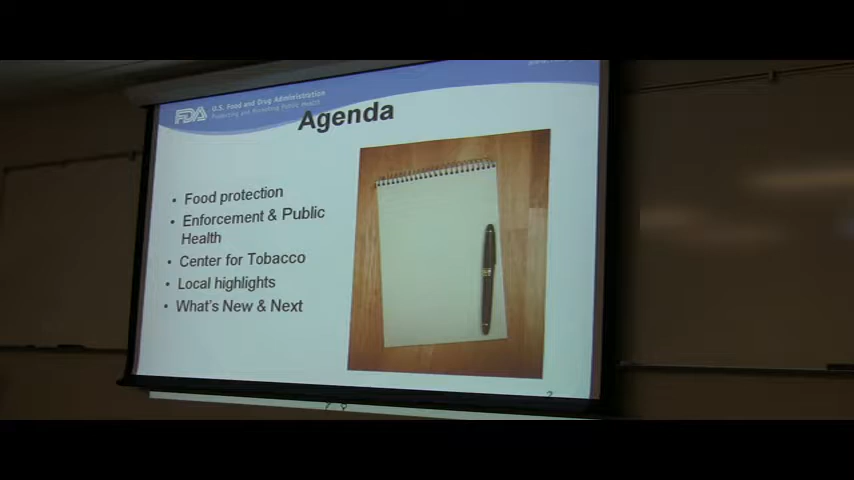 FDA
U.S. Food and Drug Administration
Protecting and Promoting Public Health
Agenda
• Food protection
• Enforcement & Public
Health
• Center for Tobacco
• Local highlights
• What's New & Next
2